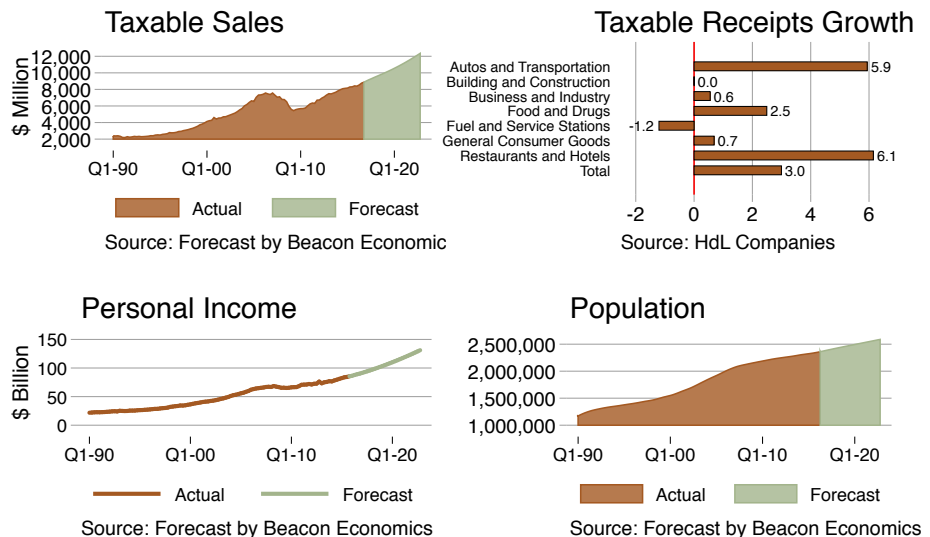 Taxable Sales
$ Million
12,000
10,000
8,000
6,000
4,000
2,000
Q1-90 Q1-00 Q1-10 Q1-20
Actual Forecast
Source: Forecast by Beacon Economic
Taxable Receipts Growth
Autos and Transportation 5.9
Building and Construction 0.0
Business and Industry 0.6
Food and Drugs 2.5
Fuel and Service Stations -1.2
General Consumer Goods 0.7
Restaurants and Hotels 6.1
Total 3.0
-2 0 2 4 6
Source: HdL Companies
Personal Income
$ Billion
150
100
50
0
Q1-90 Q1-00 Q1-10 Q1-20
Actual Forecast
Source: Forecast by Beacon Economics
Population
2,500,000
2,000,000
1,500,000
1,000,000
Q1-90 Q1-00 Q1-10 Q1-20
Actual Forecast
Source: Forecast by Beacon Economics